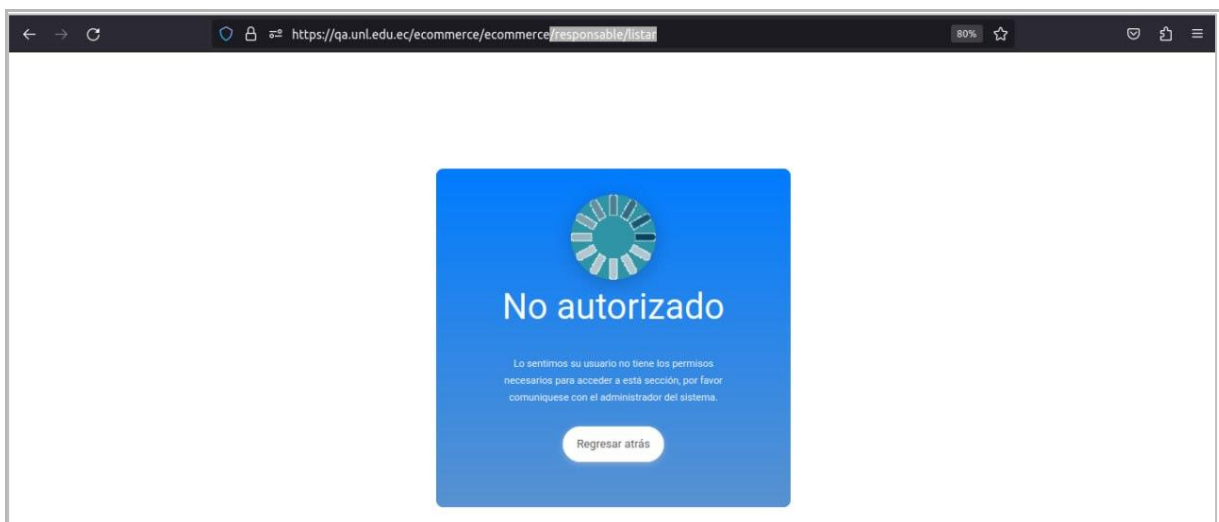 https://qa.unl.edu.ec/ecommerce/ecommerce/responsable/listar
80%
No autorizado
Lo sentimos su usuario no tiene los permisos
necesarios para acceder a está sección, por favor
comuniquese con el administrador del sistema.
Regresar atrás